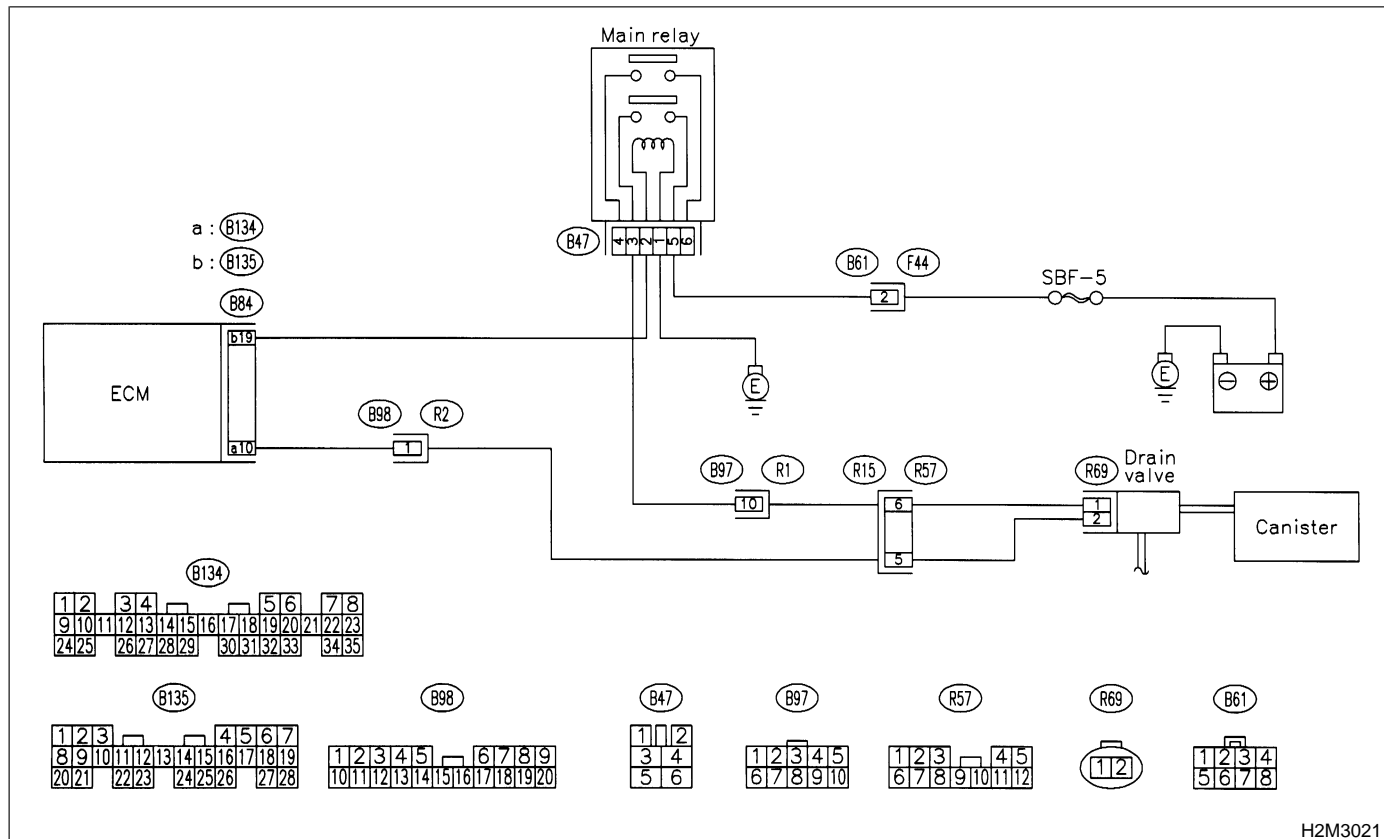 Main relay
4 3 2 1 5 6
B47
a : B134
b : B135
B84
B61 F44
2
SBF-5
b19
ECM
E
E
⊖ ⊕
B98 R2
a10
1
B97 R1
10
R15 R57
6
5
R69
Drain
valve
1
2
Canister
B134
1 2 3 4 5 6 7 8
9 10 11 12 13 14 15 16 17 18 19 20 21 22 23
24 25 26 27 28 29 30 31 32 33 34 35
B135
1 2 3 4 5 6 7
8 9 10 11 12 13 14 15 16 17 18 19
20 21 22 23 24 25 26 27 28
B98
1 2 3 4 5 6 7 8 9
10 11 12 13 14 15 16 17 18 19 20
B47
1 2
3 4
5 6
B97
1 2 3 4 5
6 7 8 9 10
R57
1 2 3 4 5
6 7 8 9 10 11 12
R69
1 2
B61
1 2 3 4
5 6 7 8
H2M3021